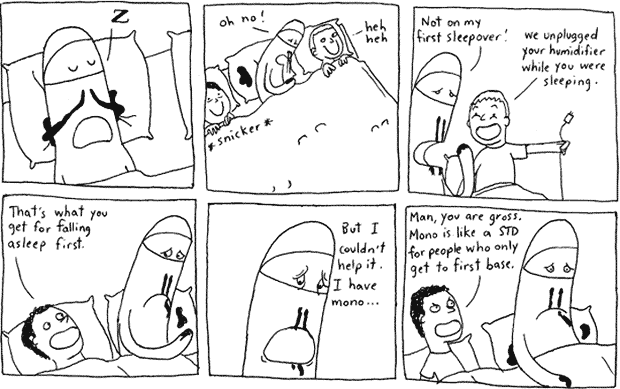 Z
oh no!
heh
heh
*snicker*
Not on my
first sleepover!
we unplugged
your humidifier
while you were
sleeping.
That's what you
get for falling
asleep first.
But I
couldn't
help it.
I have
mono...
Man, you are gross.
Mono is like a STD
for people who only
get to first base.